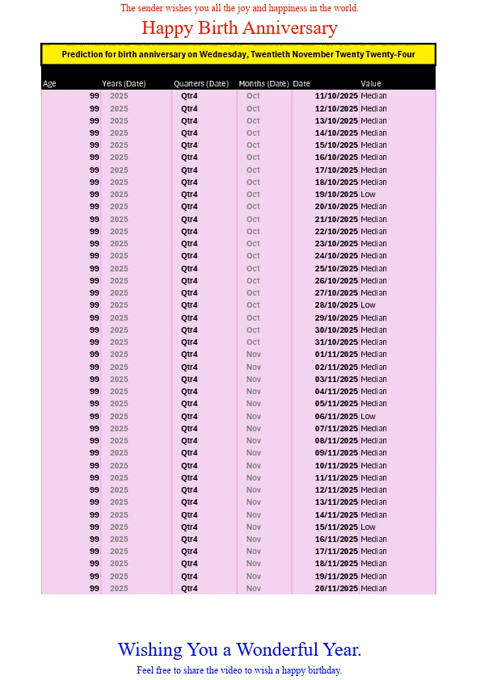 The sender wishes you all the joy and happiness in the world.
Happy Birth Anniversary
Prediction for birth anniversary on Wednesday, Twentieth November Twenty Twenty-Four
Age Years (Date) Quarters (Date) Months (Date) Date Value
99 2025 Qtr4 Oct 11/10/2025 Median
99 2025 Qtr4 Oct 12/10/2025 Median
99 2025 Qtr4 Oct 13/10/2025 Median
99 2025 Qtr4 Oct 14/10/2025 Median
99 2025 Qtr4 Oct 15/10/2025 Median
99 2025 Qtr4 Oct 16/10/2025 Median
99 2025 Qtr4 Oct 17/10/2025 Median
99 2025 Qtr4 Oct 18/10/2025 Median
99 2025 Qtr4 Oct 19/10/2025 Low
99 2025 Qtr4 Oct 20/10/2025 Median
99 2025 Qtr4 Oct 21/10/2025 Median
99 2025 Qtr4 Oct 22/10/2025 Median
99 2025 Qtr4 Oct 23/10/2025 Median
99 2025 Qtr4 Oct 24/10/2025 Median
99 2025 Qtr4 Oct 25/10/2025 Median
99 2025 Qtr4 Oct 26/10/2025 Median
99 2025 Qtr4 Oct 27/10/2025 Median
99 2025 Qtr4 Oct 28/10/2025 Low
99 2025 Qtr4 Oct 29/10/2025 Median
99 2025 Qtr4 Oct 30/10/2025 Median
99 2025 Qtr4 Oct 31/10/2025 Median
99 2025 Qtr4 Nov 01/11/2025 Median
99 2025 Qtr4 Nov 02/11/2025 Median
99 2025 Qtr4 Nov 03/11/2025 Median
99 2025 Qtr4 Nov 04/11/2025 Median
99 2025 Qtr4 Nov 05/11/2025 Median
99 2025 Qtr4 Nov 06/11/2025 Low
99 2025 Qtr4 Nov 07/11/2025 Median
99 2025 Qtr4 Nov 08/11/2025 Median
99 2025 Qtr4 Nov 09/11/2025 Median
99 2025 Qtr4 Nov 10/11/2025 Median
99 2025 Qtr4 Nov 11/11/2025 Median
99 2025 Qtr4 Nov 12/11/2025 Median
99 2025 Qtr4 Nov 13/11/2025 Median
99 2025 Qtr4 Nov 14/11/2025 Median
99 2025 Qtr4 Nov 15/11/2025 Low
99 2025 Qtr4 Nov 16/11/2025 Median
99 2025 Qtr4 Nov 17/11/2025 Median
99 2025 Qtr4 Nov 18/11/2025 Median
99 2025 Qtr4 Nov 19/11/2025 Median
99 2025 Qtr4 Nov 20/11/2025 Median
Wishing You a Wonderful Year.
Feel free to share the video to wish a happy birthday.